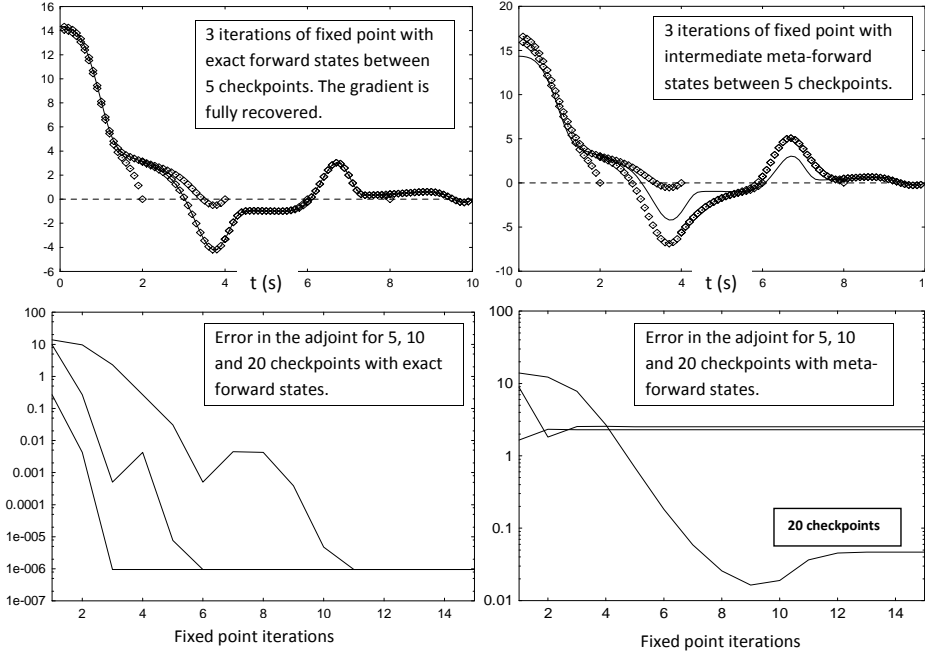 16
14
12
10
8
6
4
2
0
-2
-4
-6
0
2
4
6
8
10
t (s)
3 iterations of fixed point with
exact forward states between
5 checkpoints. The gradient is
fully recovered.
20
15
10
5
0
-5
-10
0
2
4
6
8
10
t (s)
3 iterations of fixed point with
intermediate meta-forward
states between 5 checkpoints.
100
10
1
0.1
0.01
0.001
0.0001
1e-005
1e-006
1e-007
2
4
6
8
10
12
14
Fixed point iterations
Error in the adjoint for 5, 10
and 20 checkpoints with exact
forward states.
100
10
1
0.1
0.01
2
4
6
8
10
12
14
Fixed point iterations
Error in the adjoint for 5, 10
and 20 checkpoints with meta-
forward states.
20 checkpoints